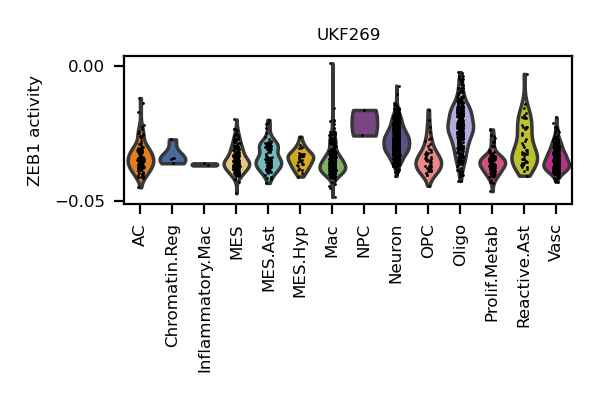 UKF269
ZEB1 activity
0.00
−0.05
AC
Chromatin.Reg
Inflammatory.Mac
MES
MES.Ast
MES.Hyp
Mac
NPC
Neuron
OPC
Oligo
Prolif.Metab
Reactive.Ast
Vasc